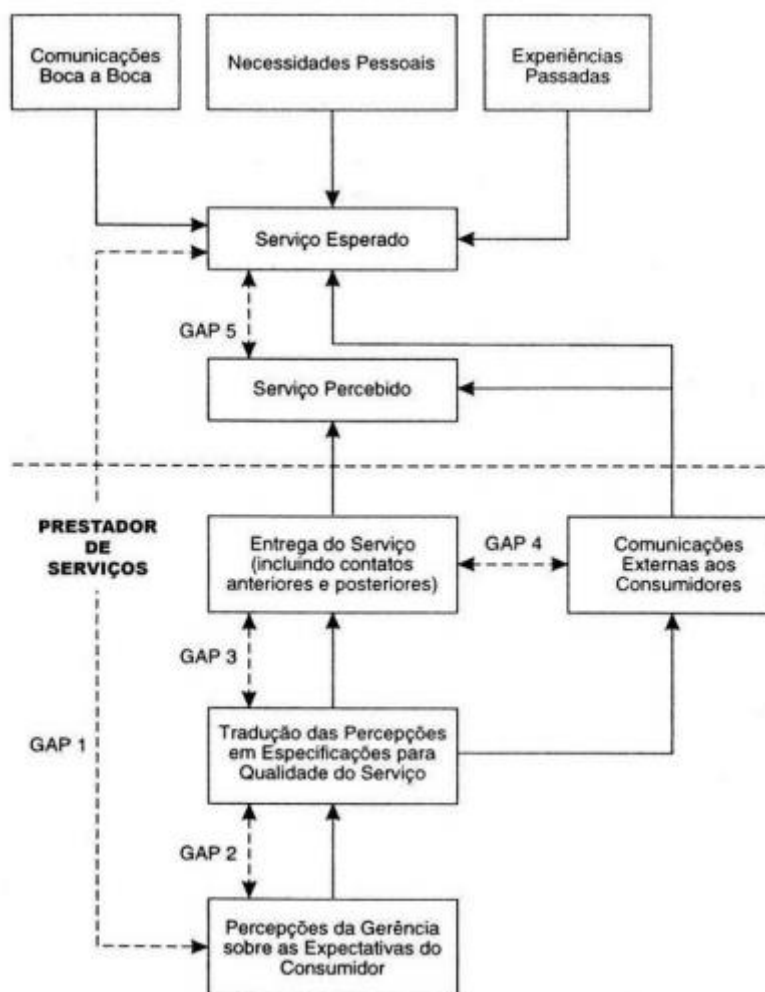 Comunicações
Boca a Boca
Necessidades Pessoais
Experiências
Passadas
Serviço Esperado
GAP 5
Serviço Percebido
PRESTADOR
DE
SERVIÇOS
Entrega do Serviço
(incluindo contatos
anteriores e posteriores)
GAP 4
Comunicações
Externas aos
Consumidores
GAP 3
GAP 1
Tradução das Percepções
em Especificações para
Qualidade do Serviço
GAP 2
Percepções da Gerência
sobre as Expectativas do
Consumidor